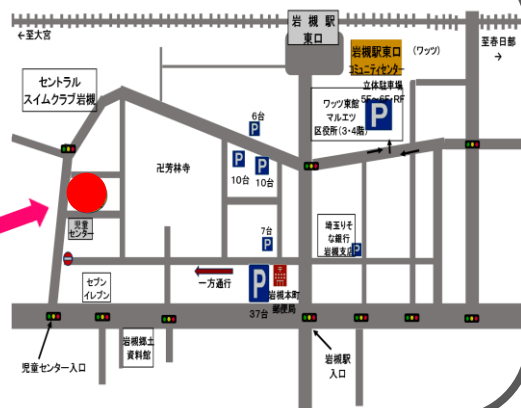 ←至大宮
岩槻駅
東口
岩槻駅東口
コミュニティセンター
(ワッツ)
至春日部
→
セントラル
スイムクラブ岩槻
立体駐車場
5F~6F・RF
ワッツ東館
マルエツ
区役所(3・4階)
P
6台
P
卍芳林寺
P
10台
P
10台
児童
センター
7台
P
埼玉りそ
な銀行
岩槻支店
P
一方通行
セブン
イレブン
P
37台
岩槻本町
郵便局
岩槻郷土
資料館
児童センター入口
岩槻駅
入口